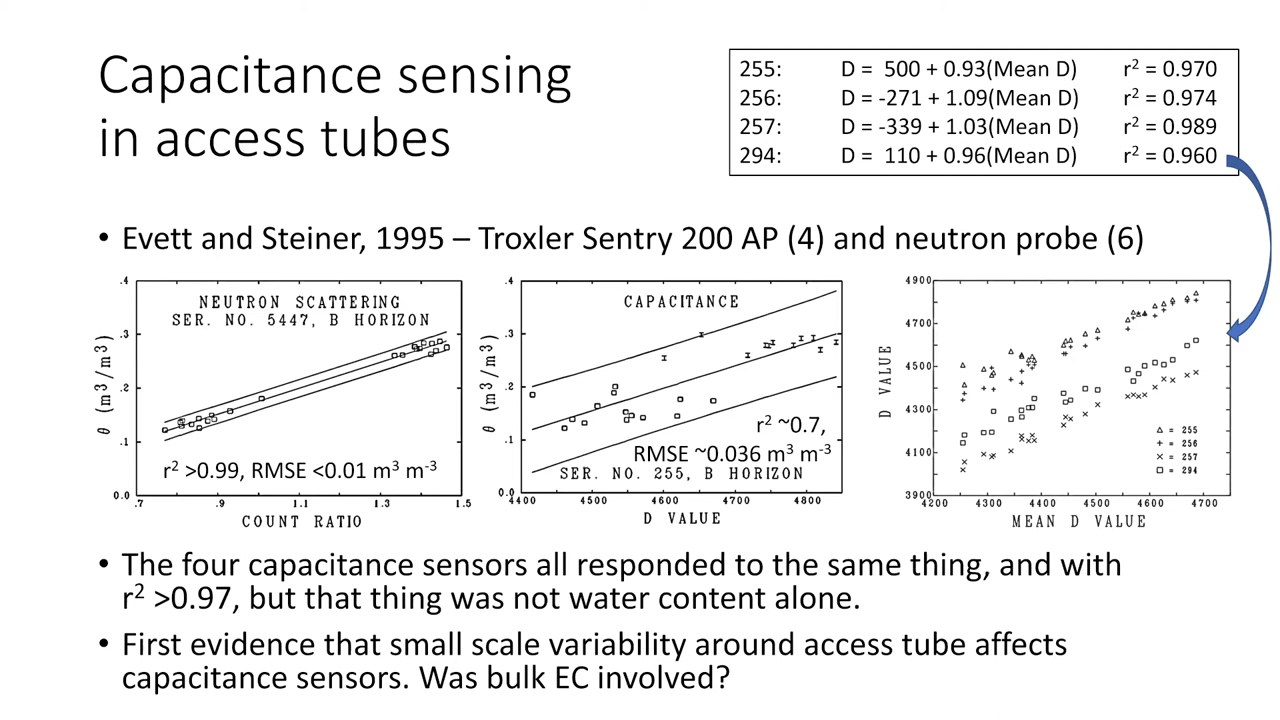 Capacitance sensing
in access tubes
255: D = 500 + 0.93(Mean D) r² = 0.970
256: D = -271 + 1.09(Mean D) r² = 0.974
257: D = -339 + 1.03(Mean D) r² = 0.989
294: D = 110 + 0.96(Mean D) r² = 0.960
• Evett and Steiner, 1995 – Troxler Sentry 200 AP (4) and neutron probe (6)
NEUTRON SCATTERING
SER. NO. 5447, B HORIZON
.4
.3
.2
.1
0.0
θ (m³/m³)
r² >0.99, RMSE <0.01 m³ m⁻³
.7 .9 1.1 1.3 1.5
COUNT RATIO
CAPACITANCE
.4
.3
.2
.1
0.0
θ (m³/m³)
r² ~0.7,
RMSE ~0.036 m³ m⁻³
SER. NO. 255, B HORIZON
4400 4500 4600 4700 4800
D VALUE
4900
4700
4500
4300
4100
3900
D VALUE
△ = 255
+ = 256
× = 257
□ = 294
4200 4300 4400 4500 4600 4700
MEAN D VALUE
• The four capacitance sensors all responded to the same thing, and with
r² >0.97, but that thing was not water content alone.
• First evidence that small scale variability around access tube affects
capacitance sensors. Was bulk EC involved?